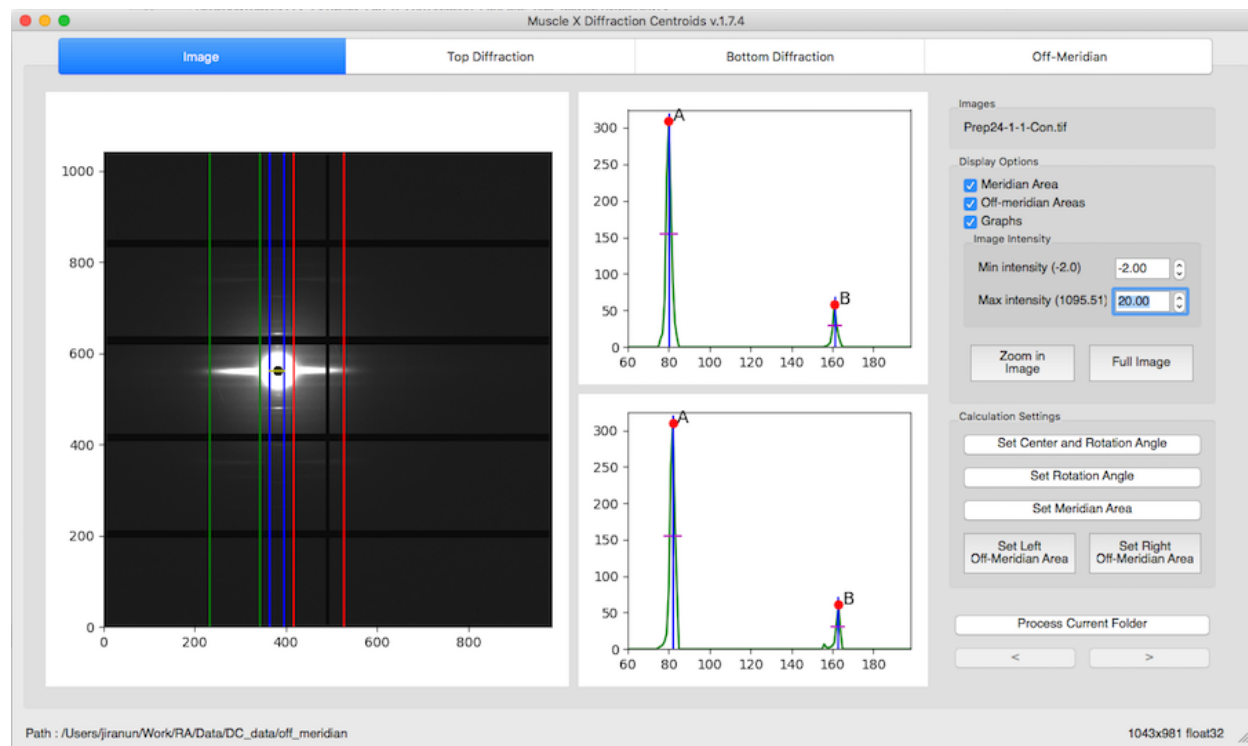 Muscle X Diffraction Centroids v.1.7.4
Image
Top Diffraction
Bottom Diffraction
Off-Meridian
1000
800
600
400
200
0
0 200 400 600 800
300
250
200
150
100
50
0
A
B
60 80 100 120 140 160 180
300
250
200
150
100
50
0
A
B
60 80 100 120 140 160 180
Images
Prep24-1-1-Con.tif
Display Options
Meridian Area
Off-meridian Areas
Graphs
Image Intensity
Min intensity (-2.0) -2.00
Max intensity (1095.51) 20.00
Zoom in
Image
Full Image
Calculation Settings
Set Center and Rotation Angle
Set Rotation Angle
Set Meridian Area
Set Left
Off-Meridian Area
Set Right
Off-Meridian Area
Process Current Folder
< >
Path : /Users/jiranun/Work/RA/Data/DC_data/off_meridian
1043x981 float32